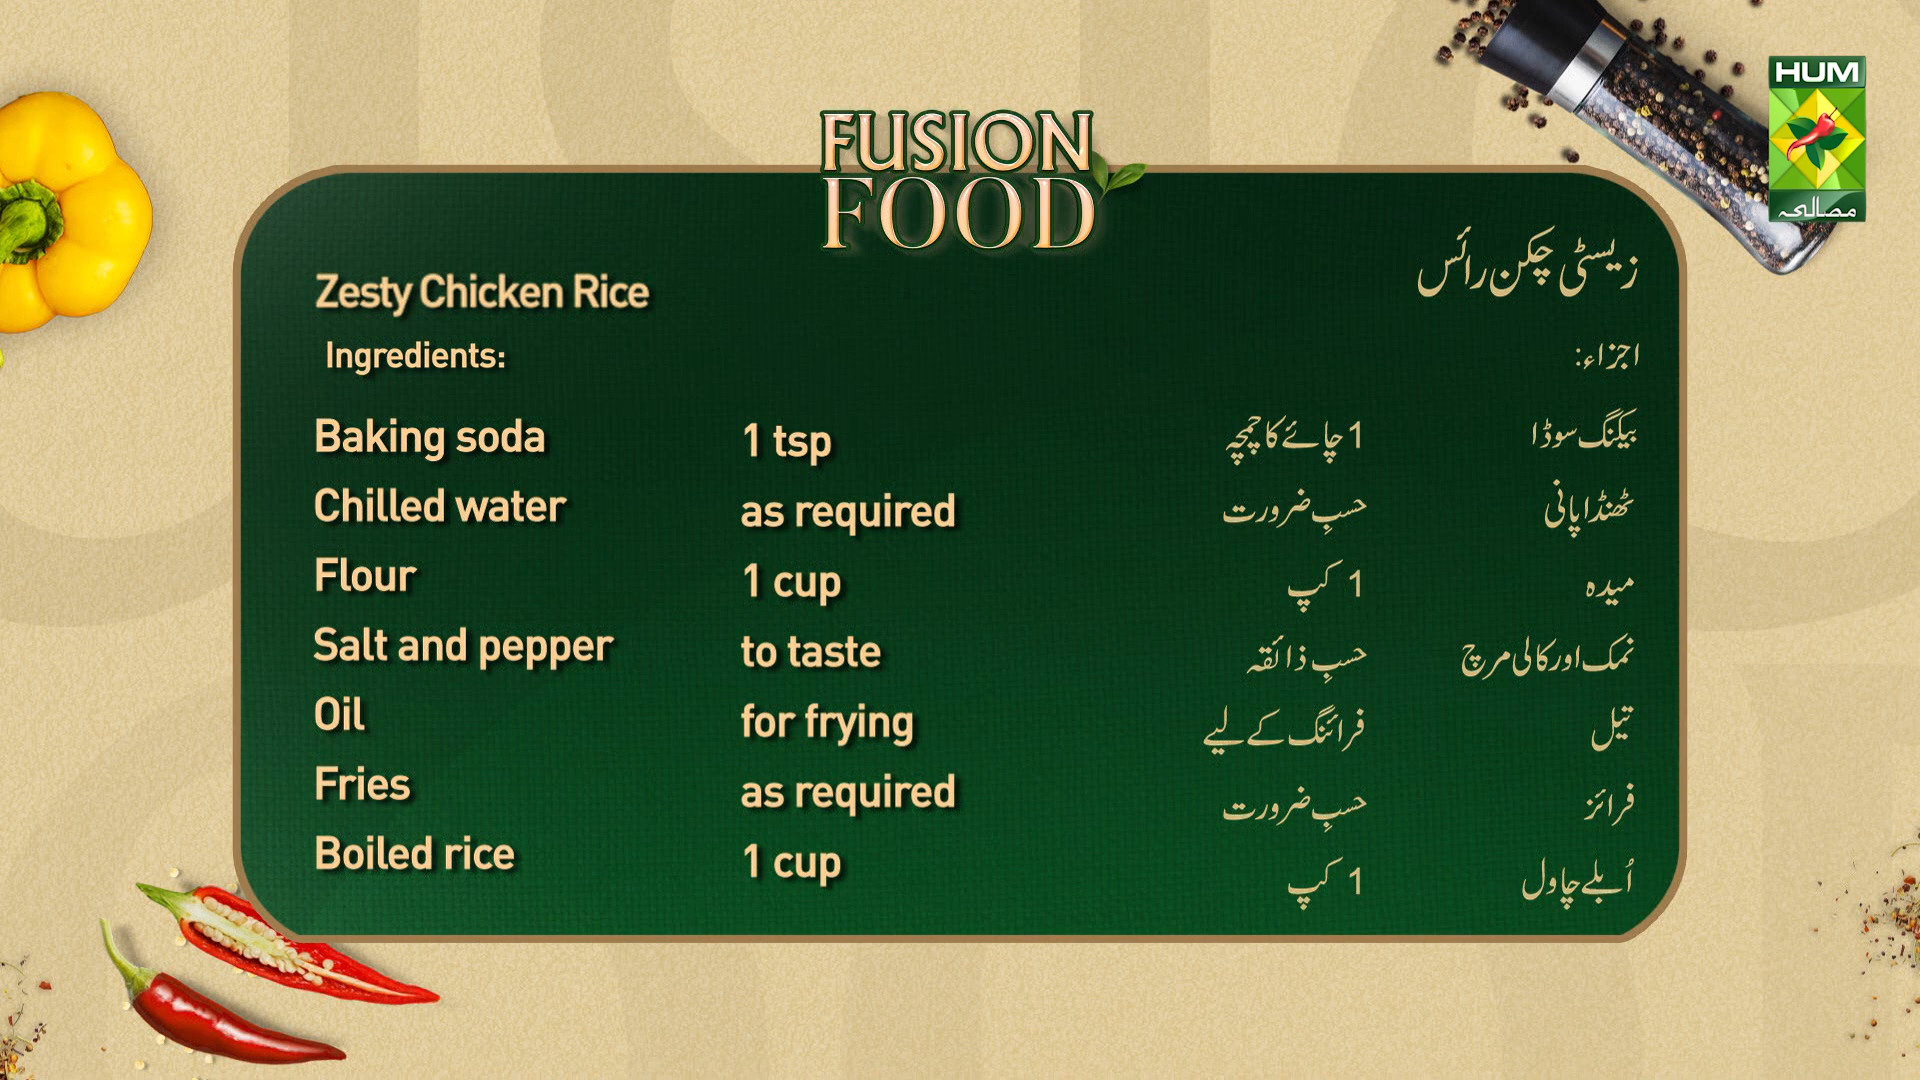 HUM
مصالحہ
FUSION
FOOD
Zesty Chicken Rice
زیسٹی چکن رائس
Ingredients:
اجزاء:
Baking soda 1 tsp
بیکنگ سوڈا 1 چائے کا چمچہ
Chilled water as required
ٹھنڈا پانی حسبِ ضرورت
Flour 1 cup
میدہ 1 کپ
Salt and pepper to taste
نمک اور کالی مرچ حسبِ ذائقہ
Oil for frying
تیل فرائنگ کے لیے
Fries as required
فرائز حسبِ ضرورت
Boiled rice 1 cup
اُبلے چاول 1 کپ